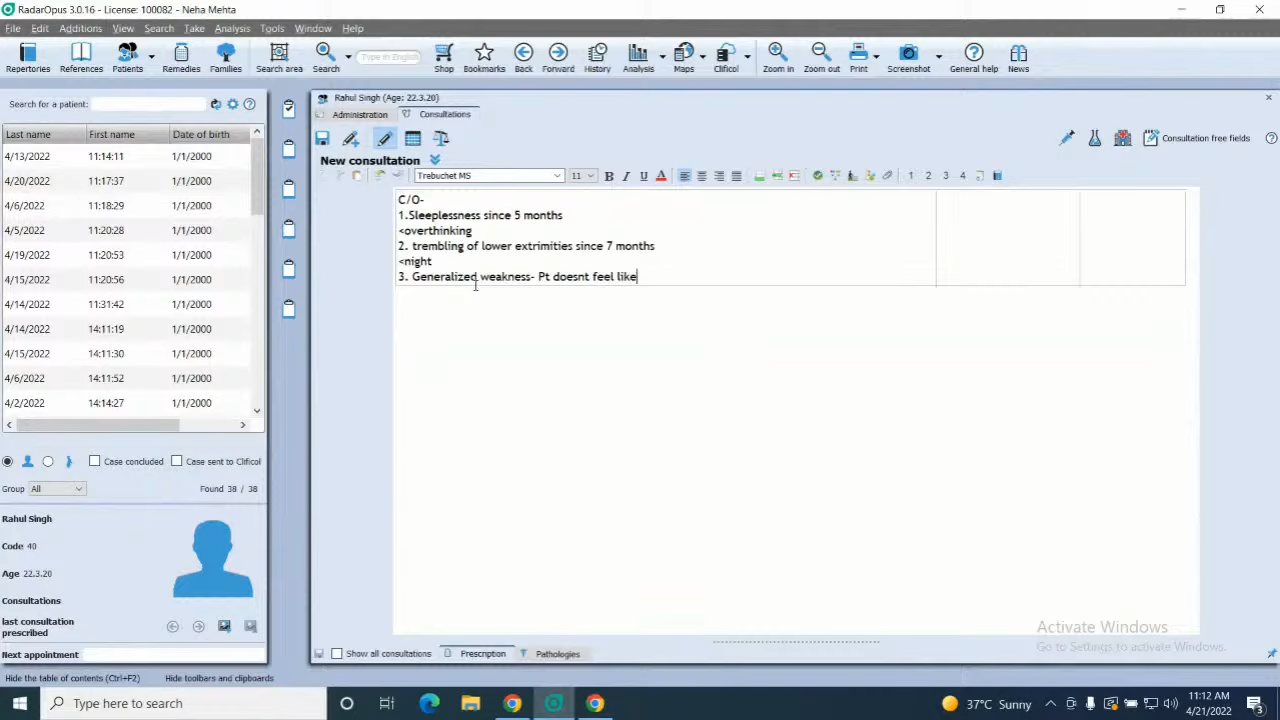 RadarOpus 3.0.16 - License: 100082 - Neha Mehta
File Edit Additions View Search Take Analysis Tools Window Help
Type in English
Repertories References Patients Remedies Families Search area Search Shop Bookmarks Back Forward History Analysis Maps Clificol Zoom in Zoom out Print Screenshot General help News
Search for a patient:
Last name First name Date of birth
4/13/2022 11:14:11 1/1/2000
4/20/2022 11:17:37 1/1/2000
4/6/2022 11:18:29 1/1/2000
4/5/2022 11:20:28 1/1/2000
4/19/2022 11:20:53 1/1/2000
4/15/2022 11:20:56 1/1/2000
4/14/2022 11:31:42 1/1/2000
4/14/2022 14:11:19 1/1/2000
4/15/2022 14:11:30 1/1/2000
4/6/2022 14:11:52 1/1/2000
4/2/2022 14:14:27 1/1/2000
Case concluded Case sent to Clificol
Group All Found 38 / 38
Rahul Singh
Code 40
Age 22.3.20
Consultations
last consultation
prescribed
Next appointment
Rahul Singh (Age: 22.3.20)
Administration Consultations
Consultation free fields
New consultation
Trebuchet MS 11 B I U A 1 2 3 4
C/O-
1.Sleeplessness since 5 months
<overthinking
2. trembling of lower extrimities since 7 months
<night
3. Generalized weakness- Pt doesnt feel like
Activate Windows
Go to Settings to activate Windows.
Show all consultations Prescription Pathologies
Hide the table of contents (Ctrl+F2) Hide toolbars and clipboards
Type here to search
37°C Sunny
11:12 AM
4/21/2022
3